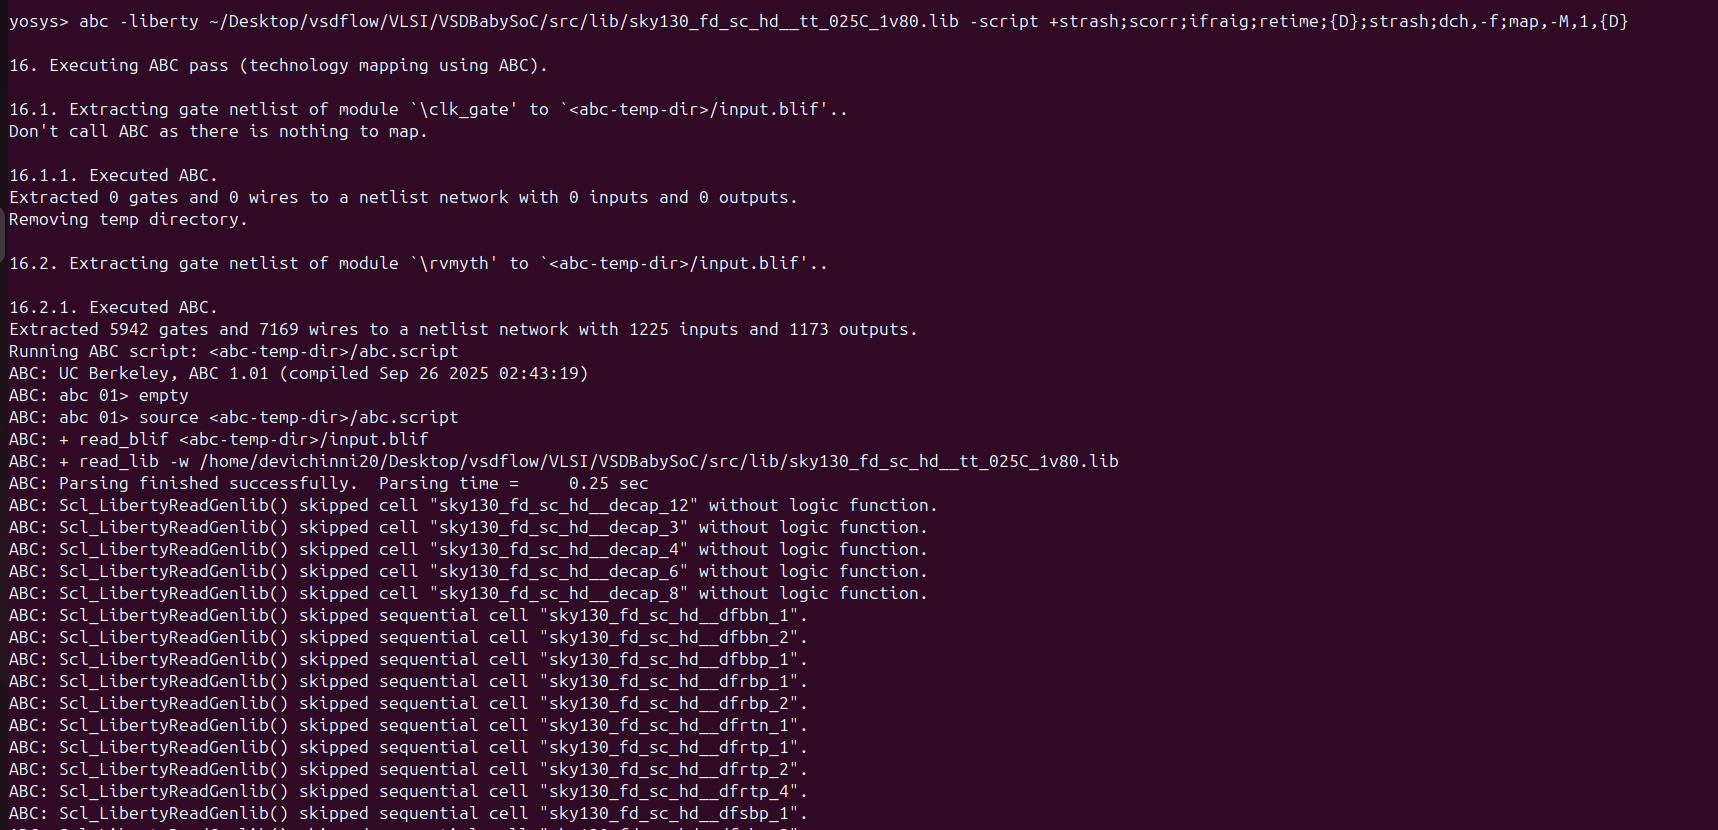 yosys> abc -liberty ~/Desktop/vsdflow/VLSI/VSDBabySoC/src/lib/sky130_fd_sc_hd__tt_025C_1v80.lib -script +strash;scorr;ifraig;retime;{D};strash;dch,-f;map,-M,1,{D}
16. Executing ABC pass (technology mapping using ABC).
16.1. Extracting gate netlist of module `\clk_gate' to `<abc-temp-dir>/input.blif'..
Don't call ABC as there is nothing to map.
16.1.1. Executed ABC.
Extracted 0 gates and 0 wires to a netlist network with 0 inputs and 0 outputs.
Removing temp directory.
16.2. Extracting gate netlist of module `\rvmyth' to `<abc-temp-dir>/input.blif'..
16.2.1. Executed ABC.
Extracted 5942 gates and 7169 wires to a netlist network with 1225 inputs and 1173 outputs.
Running ABC script: <abc-temp-dir>/abc.script
ABC: UC Berkeley, ABC 1.01 (compiled Sep 26 2025 02:43:19)
ABC: abc 01> empty
ABC: abc 01> source <abc-temp-dir>/abc.script
ABC: + read_blif <abc-temp-dir>/input.blif
ABC: + read_lib -w /home/devichinni20/Desktop/vsdflow/VLSI/VSDBabySoC/src/lib/sky130_fd_sc_hd__tt_025C_1v80.lib
ABC: Parsing finished successfully.  Parsing time =     0.25 sec
ABC: Scl_LibertyReadGenlib() skipped cell "sky130_fd_sc_hd__decap_12" without logic function.
ABC: Scl_LibertyReadGenlib() skipped cell "sky130_fd_sc_hd__decap_3" without logic function.
ABC: Scl_LibertyReadGenlib() skipped cell "sky130_fd_sc_hd__decap_4" without logic function.
ABC: Scl_LibertyReadGenlib() skipped cell "sky130_fd_sc_hd__decap_6" without logic function.
ABC: Scl_LibertyReadGenlib() skipped cell "sky130_fd_sc_hd__decap_8" without logic function.
ABC: Scl_LibertyReadGenlib() skipped sequential cell "sky130_fd_sc_hd__dfbbn_1".
ABC: Scl_LibertyReadGenlib() skipped sequential cell "sky130_fd_sc_hd__dfbbn_2".
ABC: Scl_LibertyReadGenlib() skipped sequential cell "sky130_fd_sc_hd__dfbbp_1".
ABC: Scl_LibertyReadGenlib() skipped sequential cell "sky130_fd_sc_hd__dfrbp_1".
ABC: Scl_LibertyReadGenlib() skipped sequential cell "sky130_fd_sc_hd__dfrbp_2".
ABC: Scl_LibertyReadGenlib() skipped sequential cell "sky130_fd_sc_hd__dfrtn_1".
ABC: Scl_LibertyReadGenlib() skipped sequential cell "sky130_fd_sc_hd__dfrtp_1".
ABC: Scl_LibertyReadGenlib() skipped sequential cell "sky130_fd_sc_hd__dfrtp_2".
ABC: Scl_LibertyReadGenlib() skipped sequential cell "sky130_fd_sc_hd__dfrtp_4".
ABC: Scl_LibertyReadGenlib() skipped sequential cell "sky130_fd_sc_hd__dfsbp_1".